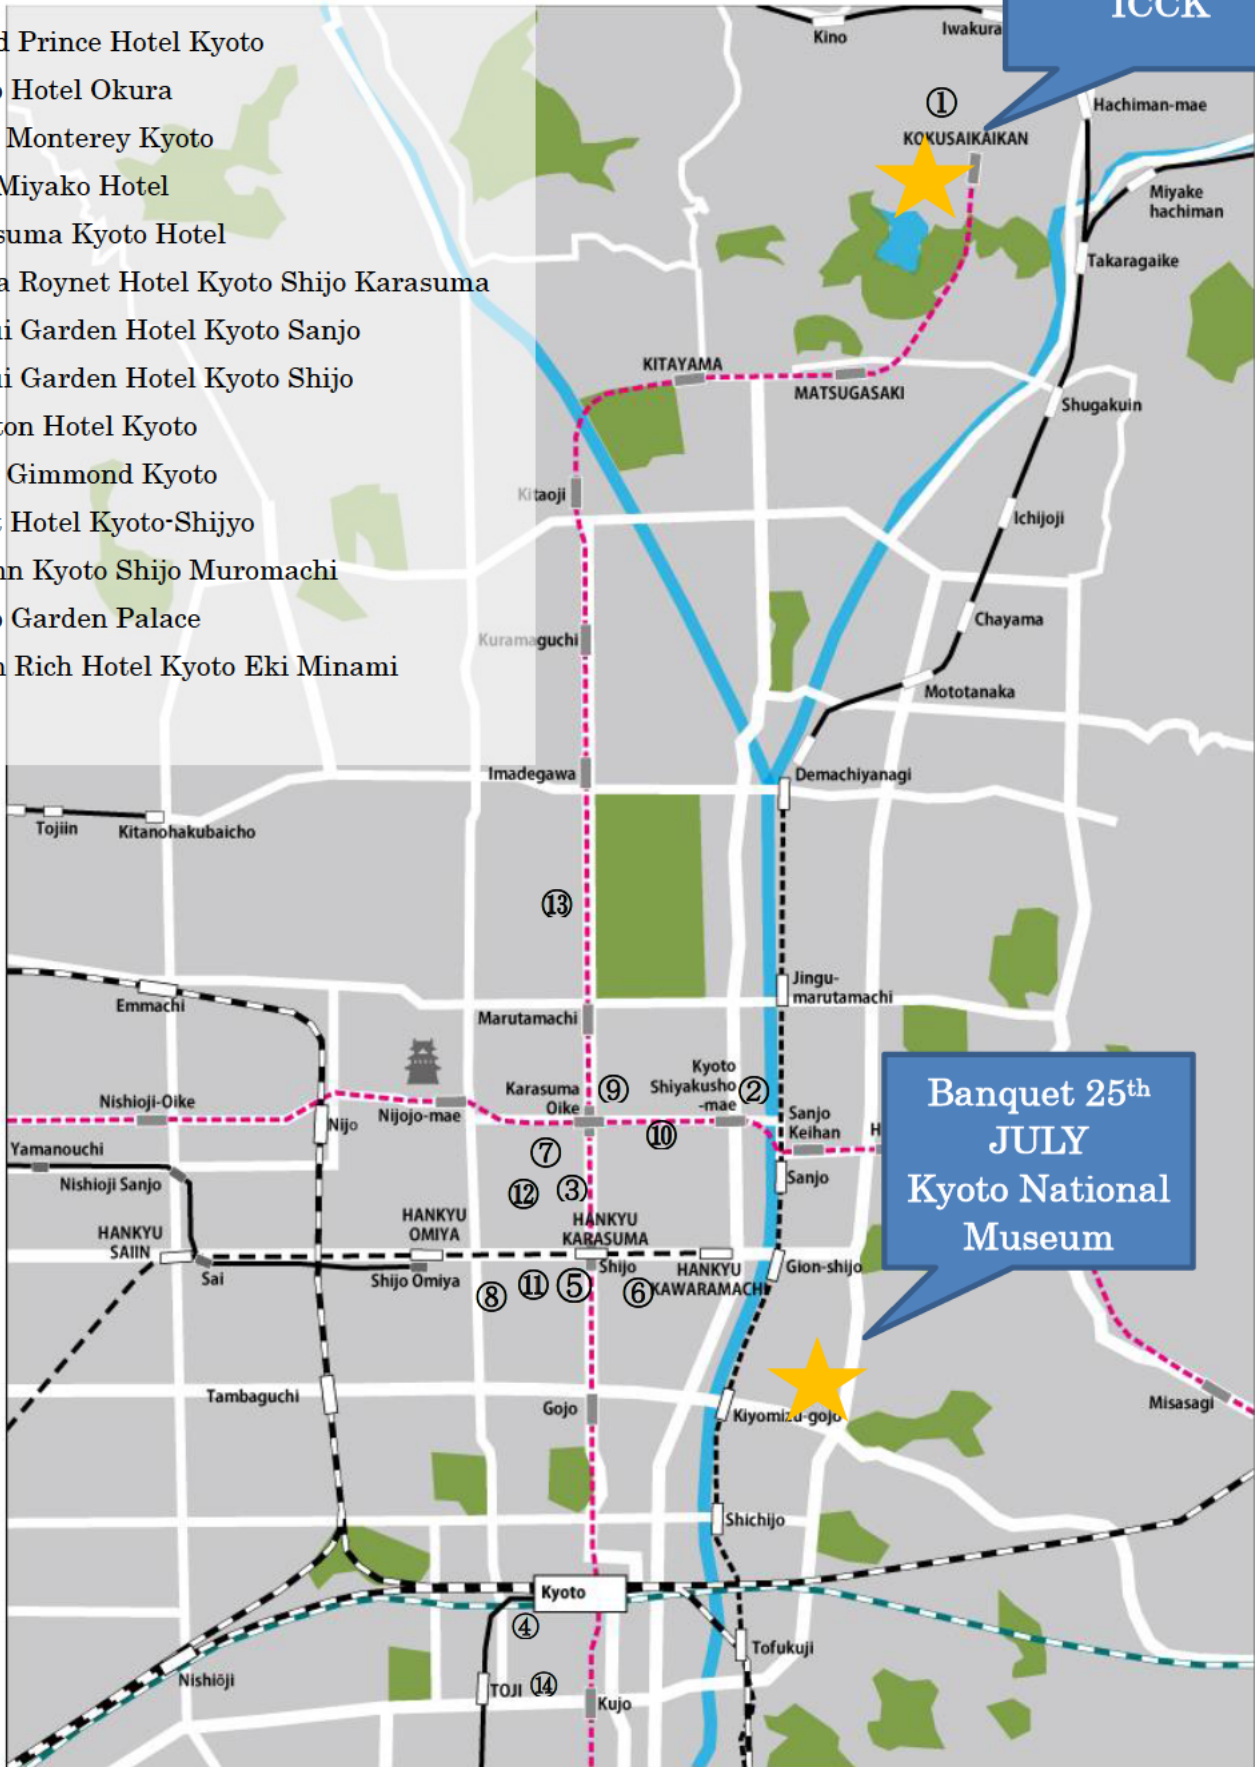 d Prince Hotel Kyoto
o Hotel Okura
Monterey Kyoto
Miyako Hotel
suma Kyoto Hotel
a Roynet Hotel Kyoto Shijo Karasuma
ui Garden Hotel Kyoto Sanjo
ui Garden Hotel Kyoto Shijo
ton Hotel Kyoto
Gimmond Kyoto
t Hotel Kyoto-Shijyo
nn Kyoto Shijo Muromachi
o Garden Palace
n Rich Hotel Kyoto Eki Minami
ICCK
Kino
Iwakura
①
KOKUSAIKAIKAN
Hachiman-mae
Miyake
hachiman
Takaragaike
KITAYAMA
MATSUGASAKI
Shugakuin
Kitaoji
Ichijoji
Chayama
Kuramaguchi
Mototanaka
Imadegawa
Demachiyanagi
Tojiin
Kitanohakubaicho
⑬
Jingu-
marutamachi
Emmachi
Marutamachi
Karasuma
Oike
⑨
Kyoto
Shiyakusho
-mae
②
Nishioji-Oike
Nijojo-mae
Nijo
⑩
Sanjo
Keihan
H
Banquet 25th
JULY
Kyoto National
Museum
Yamanouchi
Nishioji Sanjo
⑦
⑫
③
Sanjo
HANKYU
SAIIN
HANKYU
OMIYA
HANKYU
KARASUMA
Sai
Shijo Omiya
Shijo
HANKYU
KAWARAMACHI
Gion-shijo
⑧
⑪
⑤
⑥
Tambaguchi
Gojo
Kiyomizu-gojo
Misasagi
Shichijo
Kyoto
④
Tofukuji
Nishiōji
TOJI
⑭
Kujo